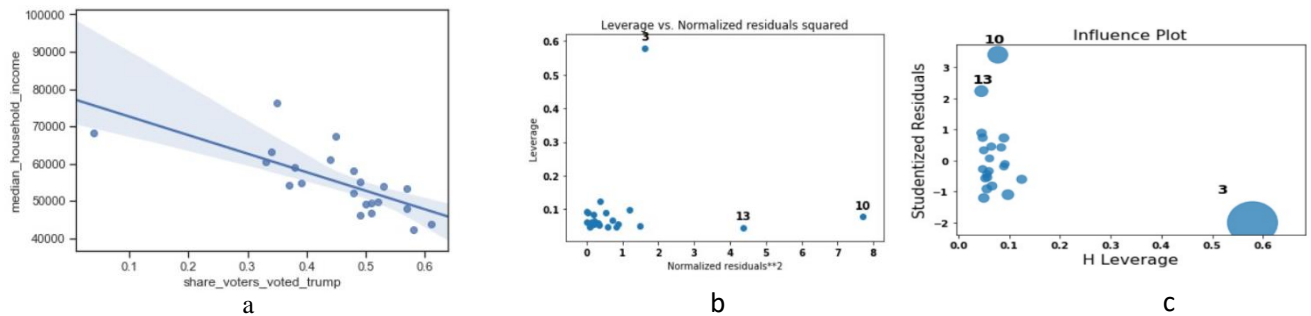 100000
90000
80000
70000
60000
50000
40000
median_household_income
0.1 0.2 0.3 0.4 0.5 0.6
share_voters_voted_trump
a
Leverage vs. Normalized residuals squared
3
0.6
0.5
0.4
0.3
0.2
0.1
Leverage
13
10
0 1 2 3 4 5 6 7 8
Normalized residuals**2
b
Influence Plot
10
13
3
3
2
1
0
-1
-2
Studentized Residuals
0.0 0.1 0.2 0.3 0.4 0.5 0.6
H Leverage
c